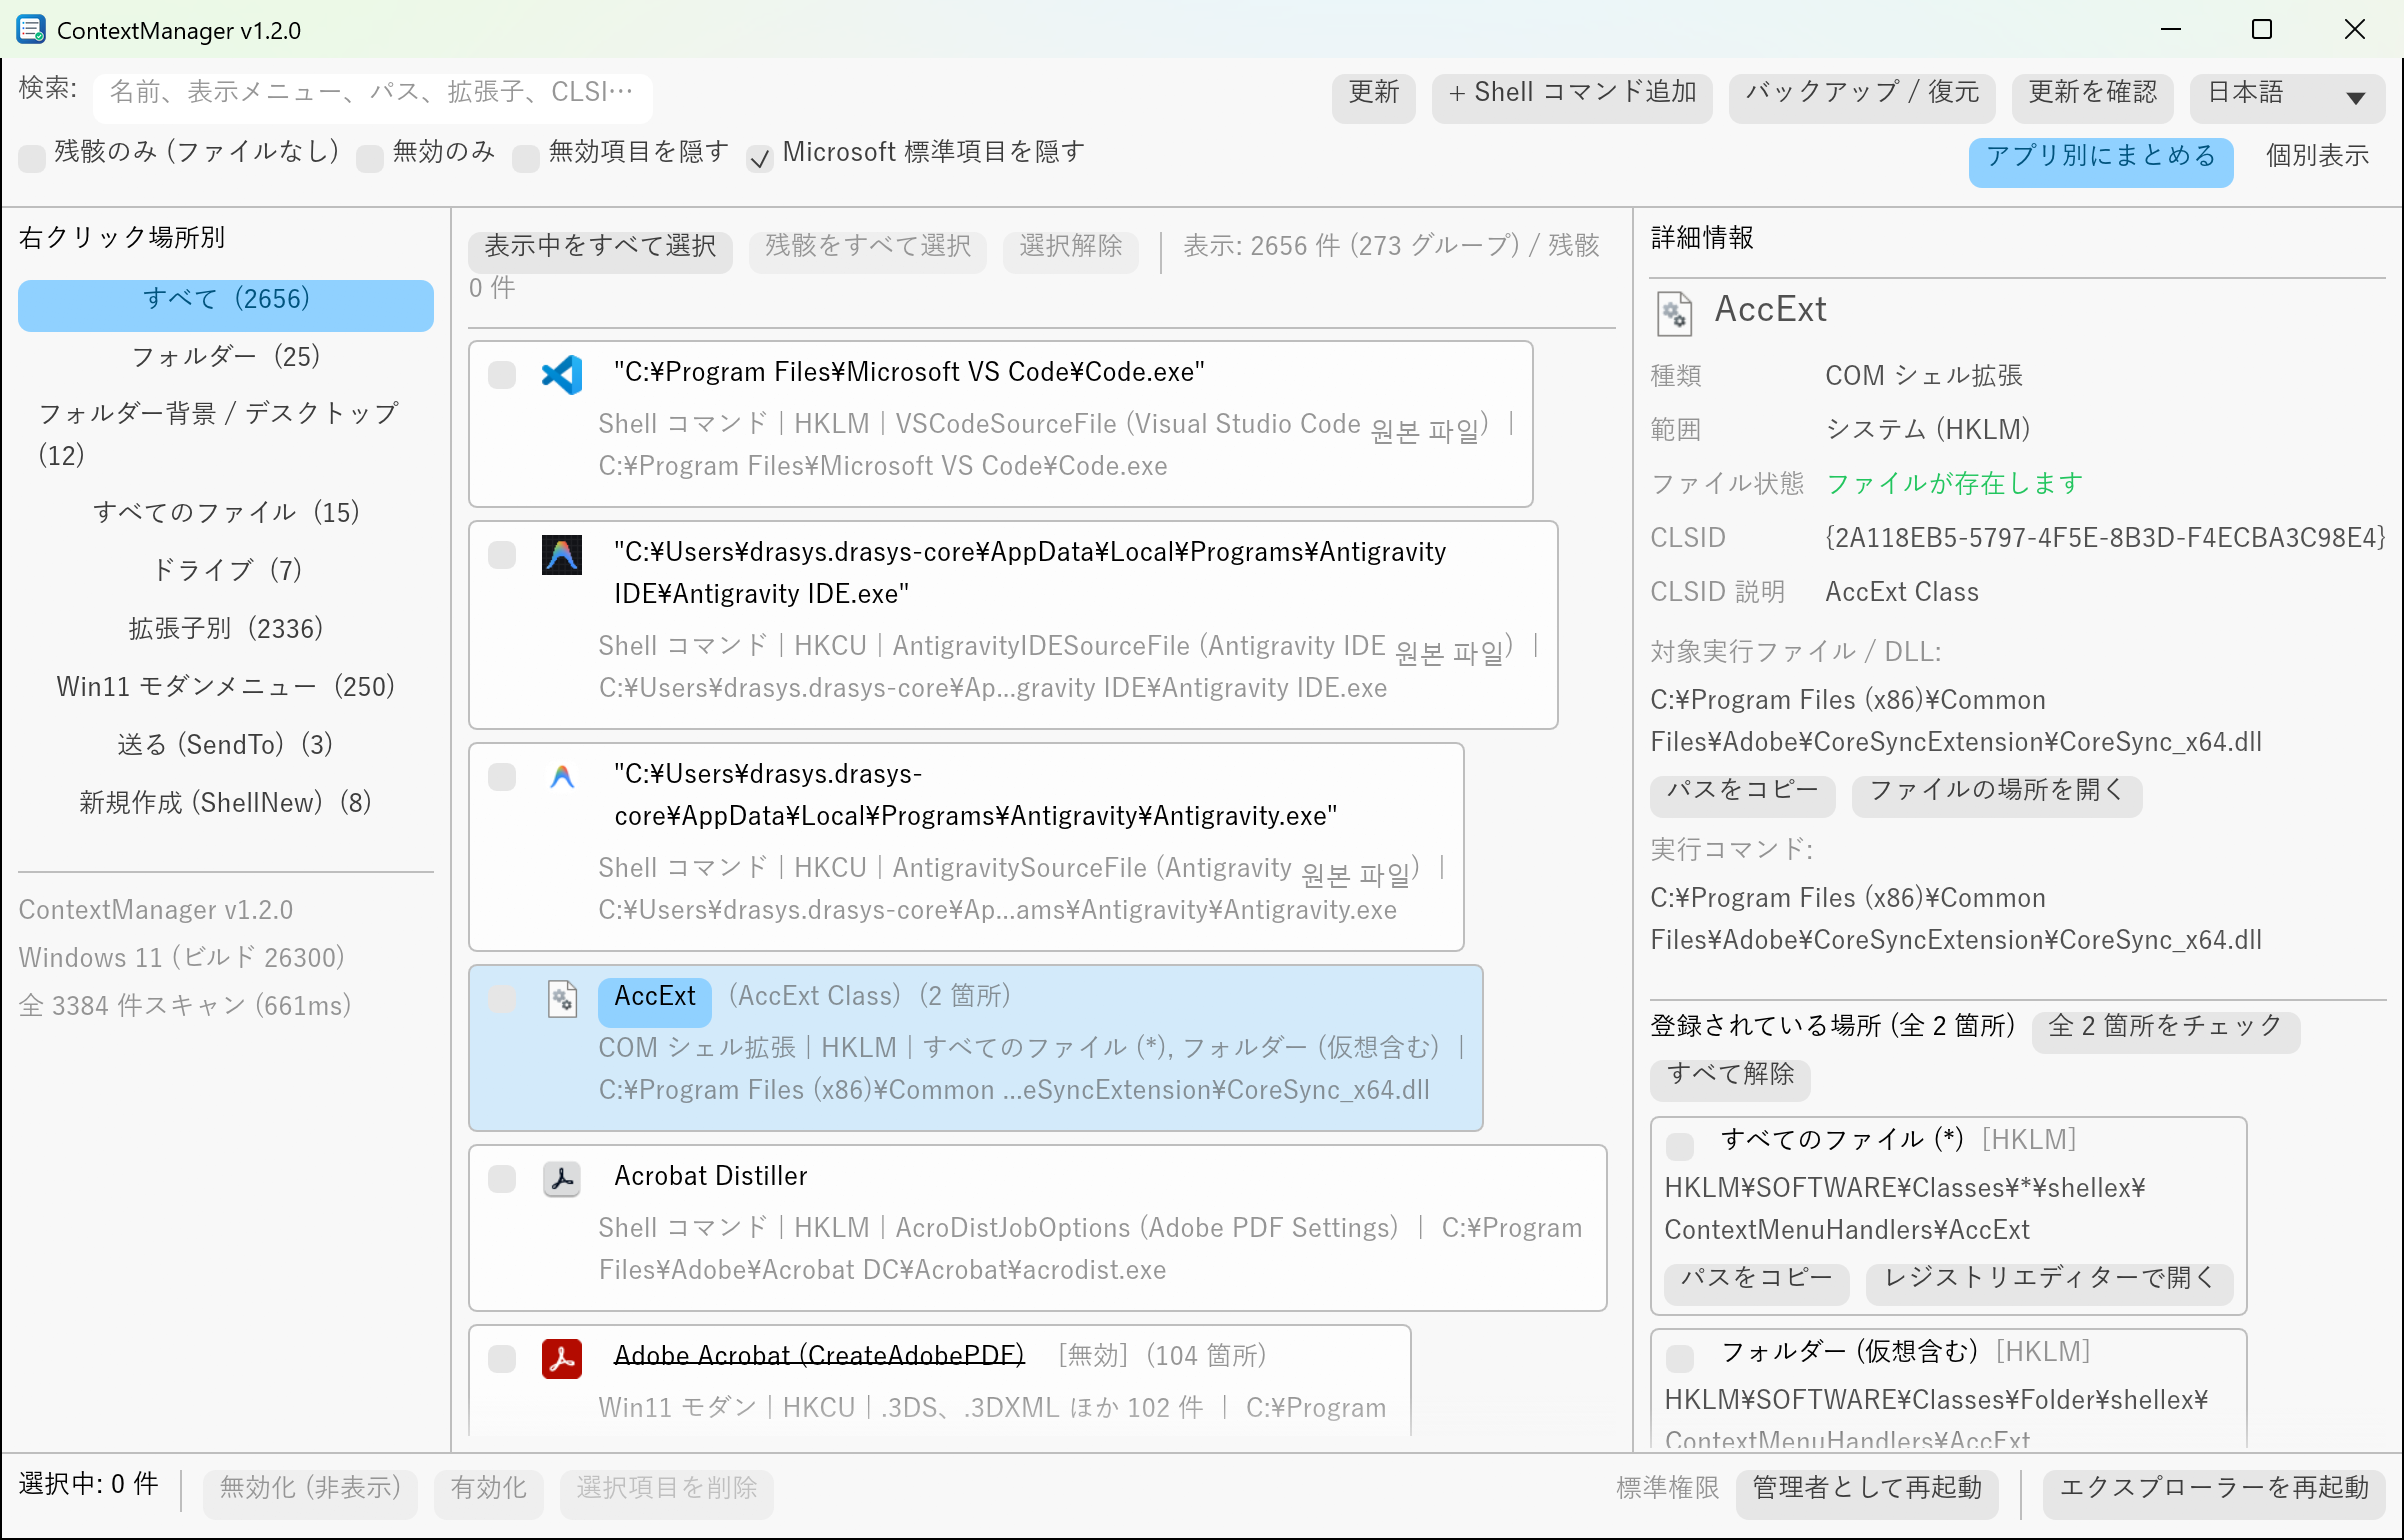 ContextManager v1.2.0
検索: 名前、表示メニュー、パス、拡張子、CLSI… 更新 + Shell コマンド追加 バックアップ / 復元 更新を確認 日本語
残骸のみ (ファイルなし) 無効のみ 無効項目を隠す Microsoft 標準項目を隠す アプリ別にまとめる 個別表示
右クリック場所別
すべて (2656)
フォルダー (25)
フォルダー背景 / デスクトップ
(12)
すべてのファイル (15)
ドライブ (7)
拡張子別 (2336)
Win11 モダンメニュー (250)
送る (SendTo) (3)
新規作成 (ShellNew) (8)
ContextManager v1.2.0
Windows 11 (ビルド 26300)
全 3384 件スキャン (661ms)
表示中をすべて選択 残骸をすべて選択 選択解除 | 表示: 2656 件 (273 グループ) / 残骸
0 件
"C:¥Program Files¥Microsoft VS Code¥Code.exe"
Shell コマンド | HKLM | VSCodeSourceFile (Visual Studio Code 원본 파일) |
C:¥Program Files¥Microsoft VS Code¥Code.exe
"C:¥Users¥drasys.drasys-core¥AppData¥Local¥Programs¥Antigravity
IDE¥Antigravity IDE.exe"
Shell コマンド | HKCU | AntigravityIDESourceFile (Antigravity IDE 원본 파일) |
C:¥Users¥drasys.drasys-core¥Ap...gravity IDE¥Antigravity IDE.exe
"C:¥Users¥drasys.drasys-
core¥AppData¥Local¥Programs¥Antigravity¥Antigravity.exe"
Shell コマンド | HKCU | AntigravitySourceFile (Antigravity 원본 파일) |
C:¥Users¥drasys.drasys-core¥Ap...ams¥Antigravity¥Antigravity.exe
AccExt (AccExt Class) (2 箇所)
COM シェル拡張 | HKLM | すべてのファイル (*), フォルダー (仮想含む) |
C:¥Program Files (x86)¥Common ...eSyncExtension¥CoreSync_x64.dll
Acrobat Distiller
Shell コマンド | HKLM | AcroDistJobOptions (Adobe PDF Settings) | C:¥Program
Files¥Adobe¥Acrobat DC¥Acrobat¥acrodist.exe
Adobe Acrobat (CreateAdobePDF) [無効] (104 箇所)
Win11 モダン | HKCU | .3DS、.3DXML ほか 102 件 | C:¥Program
詳細情報
AccExt
種類 COM シェル拡張
範囲 システム (HKLM)
ファイル状態 ファイルが存在します
CLSID {2A118EB5-5797-4F5E-8B3D-F4ECBA3C98E4}
CLSID 説明 AccExt Class
対象実行ファイル / DLL:
C:¥Program Files (x86)¥Common
Files¥Adobe¥CoreSyncExtension¥CoreSync_x64.dll
パスをコピー ファイルの場所を開く
実行コマンド:
C:¥Program Files (x86)¥Common
Files¥Adobe¥CoreSyncExtension¥CoreSync_x64.dll
登録されている場所 (全 2 箇所) 全 2 箇所をチェック
すべて解除
すべてのファイル (*) [HKLM]
HKLM¥SOFTWARE¥Classes¥*¥shellex¥
ContextMenuHandlers¥AccExt
パスをコピー レジストリエディターで開く
フォルダー (仮想含む) [HKLM]
HKLM¥SOFTWARE¥Classes¥Folder¥shellex¥
ContextMenuHandlers¥AccExt
選択中: 0 件 | 無効化 (非表示) 有効化 選択項目を削除 標準権限 管理者として再起動 | エクスプローラーを再起動